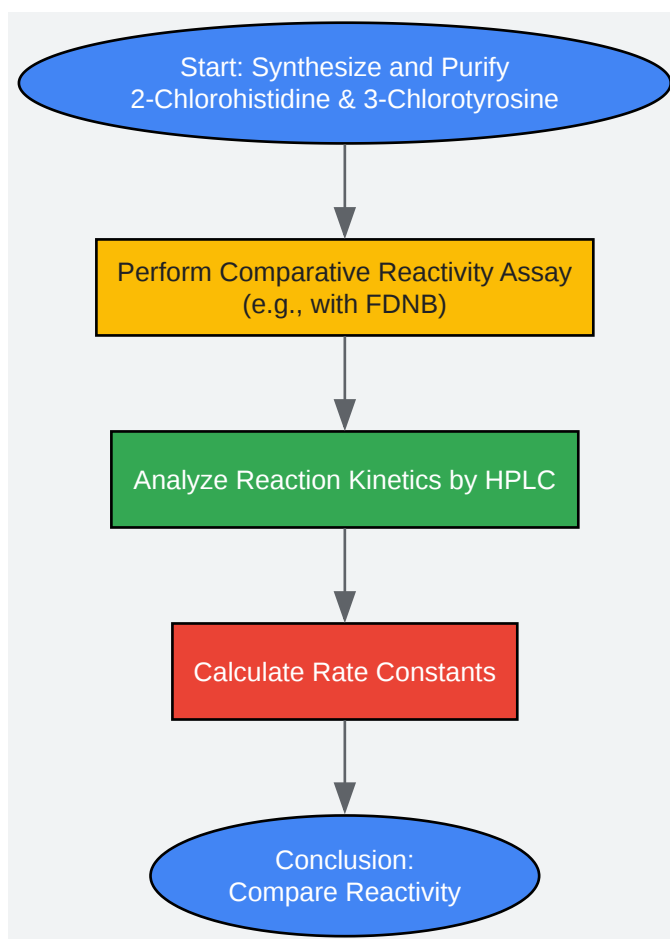 Start: Synthesize and Purify
2-Chlorohistidine & 3-Chlorotyrosine
Perform Comparative Reactivity Assay
(e.g., with FDNB)
Analyze Reaction Kinetics by HPLC
Calculate Rate Constants
Conclusion:
Compare Reactivity